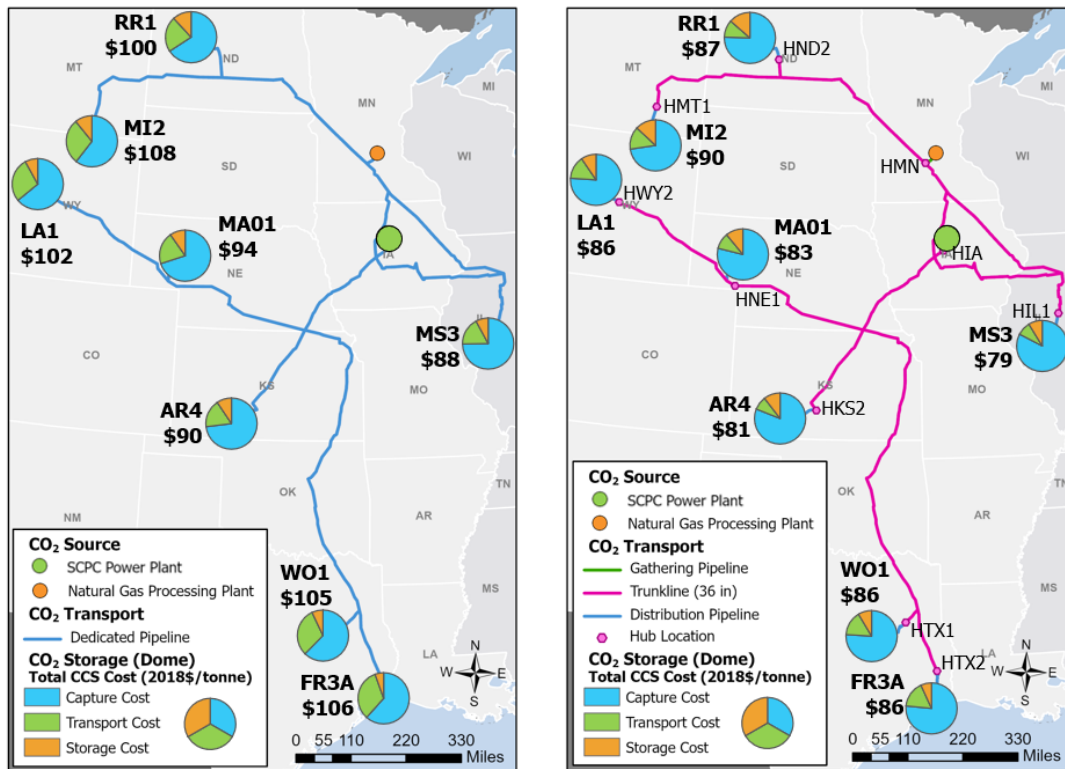 RR1
$100
ND
MT
MN
MI
MI2
$108
WI
SD
LA1
$102
WY
MA01
$94
IA
NE
MS3
$88
IL
CO
KS
MO
AR4
$90
OK
TN
AR
NM
MS
LA
WO1
$105
FR3A
$106
CO₂ Source
SCPC Power Plant
Natural Gas Processing Plant
CO₂ Transport
Dedicated Pipeline
CO₂ Storage (Dome)
Total CCS Cost (2018$/tonne)
Capture Cost
Transport Cost
Storage Cost
N
W E
S
0 55 110 220 330
Miles
RR1
$87
HND2
ND
MT
MN
MI
HMT1
MI2
$90
HMN
WI
SD
LA1
$86
HWY2
WY
MA01
$83
IA
HIA
NE
HNE1
MS3
$79
HIL1
CO
KS
MO
AR4
$81
HKS2
OK
TN
AR
MS
LA
WO1
$86
HTX1
HTX2
FR3A
$86
CO₂ Source
SCPC Power Plant
Natural Gas Processing Plant
CO₂ Transport
Gathering Pipeline
Trunkline (36 in)
Distribution Pipeline
Hub Location
CO₂ Storage (Dome)
Total CCS Cost (2018$/tonne)
Capture Cost
Transport Cost
Storage Cost
N
W E
S
0 55 110 220 330
Miles